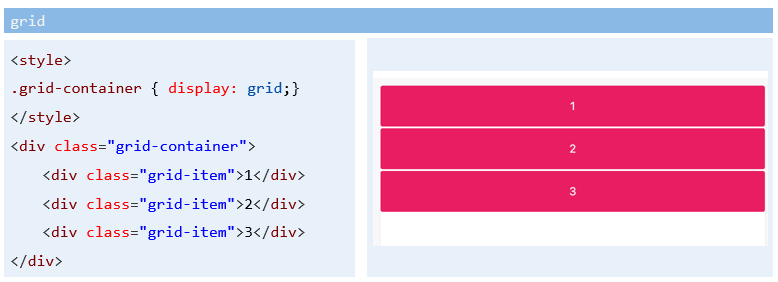 grid
<style>
.grid-container { display: grid;}
</style>
<div class="grid-container">
<div class="grid-item">1</div>
<div class="grid-item">2</div>
<div class="grid-item">3</div>
</div>
1
2
3